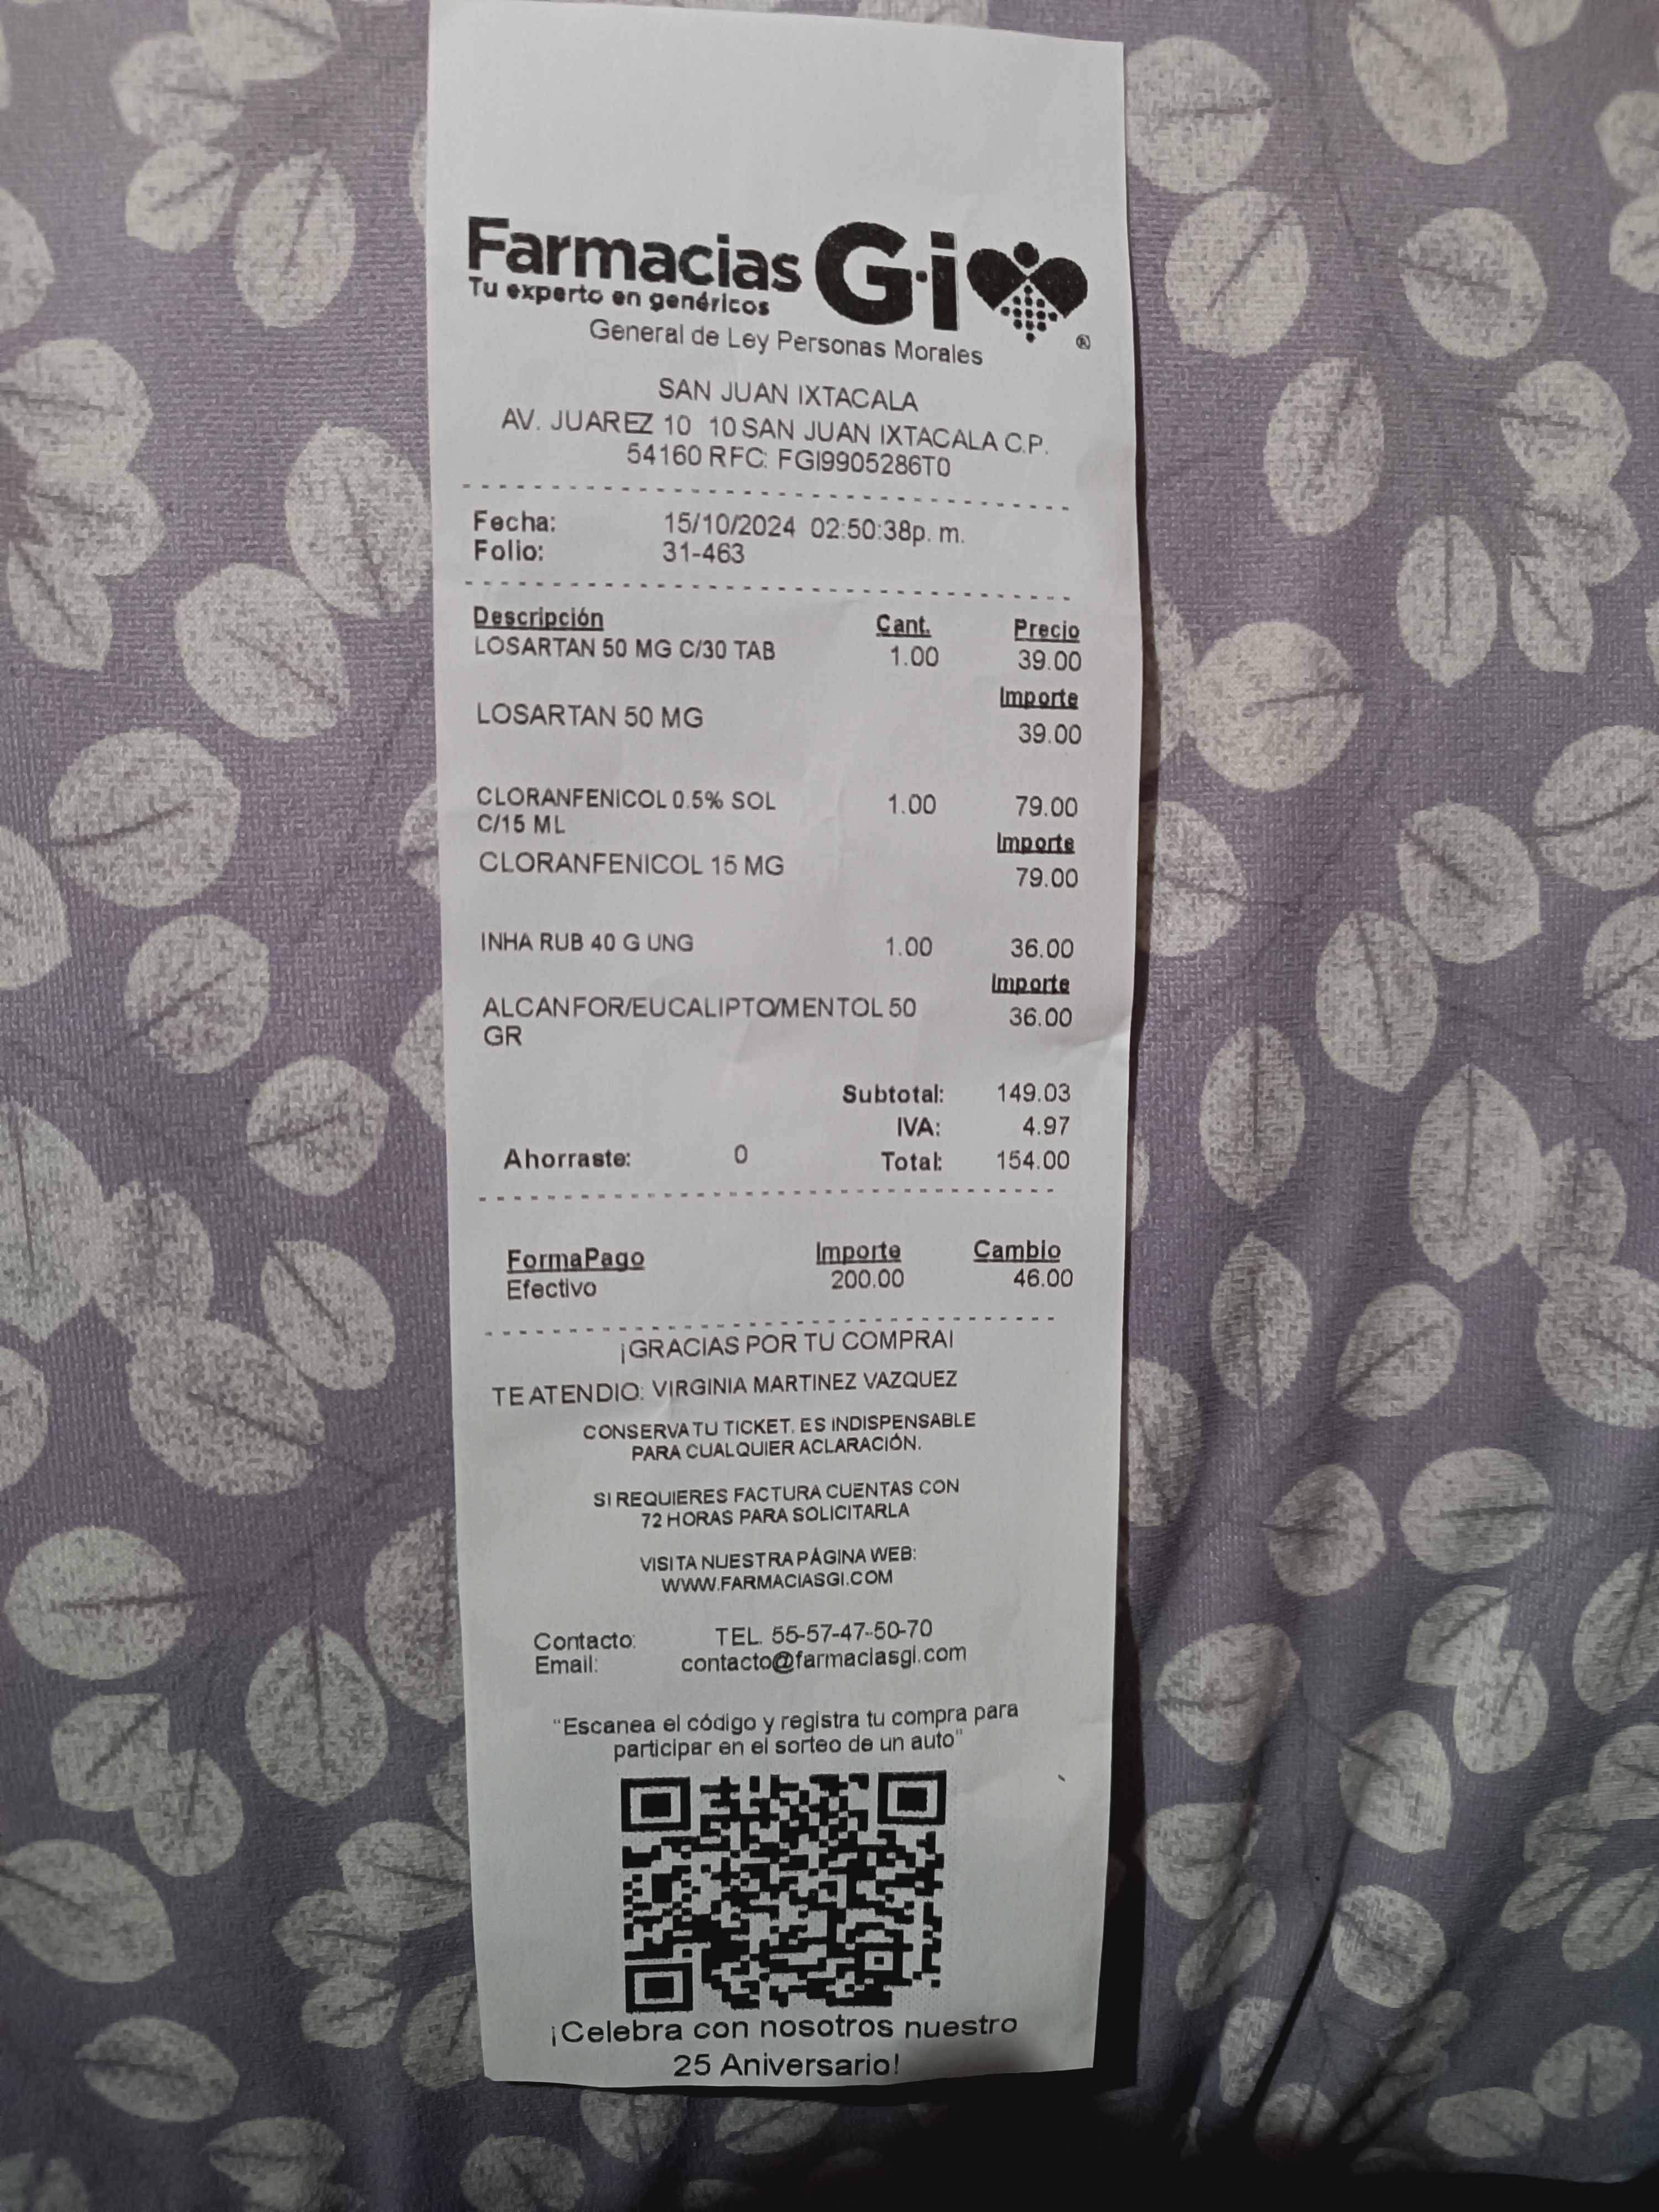 Farmacias Gi
Tu experto en genéricos
®
General de Ley Personas Morales
SAN JUAN IXTACALA
AV. JUAREZ 10 10 SAN JUAN IXTACALA C.P.
54160 RFC: FGI9905286T0
Fecha: 15/10/2024 02:50:38p. m.
Folio: 31-463
Descripción Cant. Precio
LOSARTAN 50 MG C/30 TAB 1.00 39.00
Importe
LOSARTAN 50 MG 39.00
CLORANFENICOL 0.5% SOL 1.00 79.00
C/15 ML
Importe
CLORANFENICOL 15 MG 79.00
INHA RUB 40 G UNG 1.00 36.00
Importe
ALCANFOR/EUCALIPTO/MENTOL 50 36.00
GR
Subtotal: 149.03
IVA: 4.97
Ahorraste: 0 Total: 154.00
FormaPago Importe Cambio
Efectivo 200.00 46.00
¡GRACIAS POR TU COMPRA!
TE ATENDIO: VIRGINIA MARTINEZ VAZQUEZ
CONSERVA TU TICKET, ES INDISPENSABLE
PARA CUALQUIER ACLARACIÓN.
SI REQUIERES FACTURA CUENTAS CON
72 HORAS PARA SOLICITARLA
VISITA NUESTRA PÁGINA WEB:
WWW.FARMACIASGI.COM
Contacto: TEL. 55-57-47-50-70
Email: contacto@farmaciasgi.com
"Escanea el código y registra tu compra para
participar en el sorteo de un auto"
¡Celebra con nosotros nuestro
25 Aniversario!